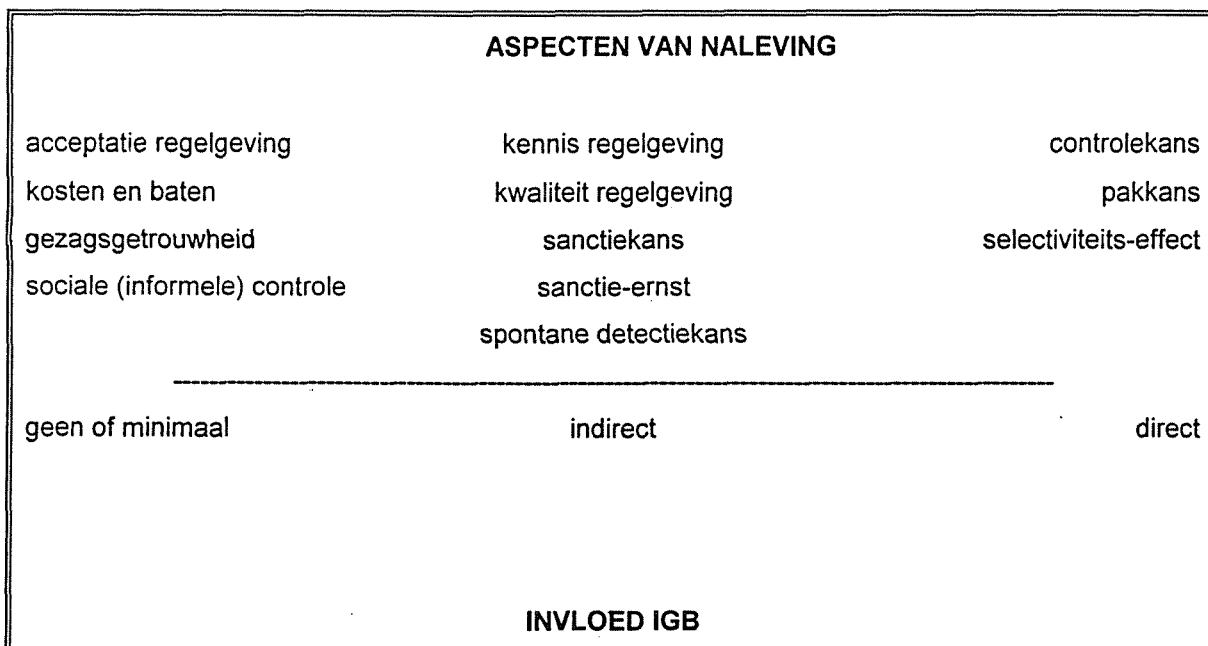 ASPECTEN VAN NALEVING
acceptatie regelgeving kennis regelgeving controlekans
kosten en baten kwaliteit regelgeving pakkans
gezagsgetrouwheid sanctiekans selectiviteits-effect
sociale (informele) controle sanctie-ernst
spontane detectiekans
geen of minimaal indirect direct
INVLOED IGB